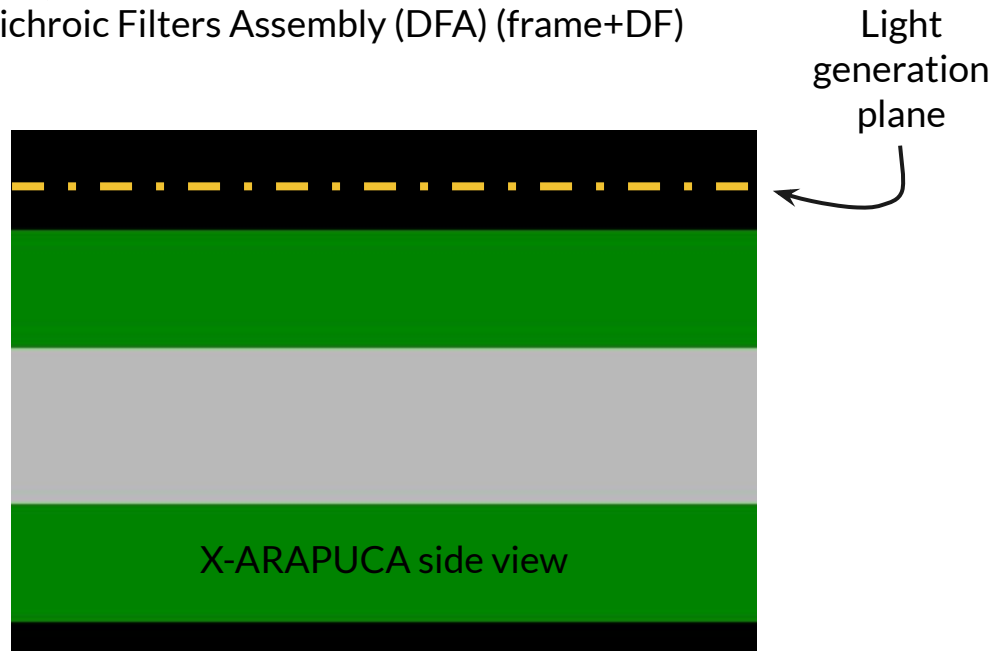 ichroic Filters Assembly (DFA) (frame+DF)
Light
generation
plane
X-ARAPUCA side view